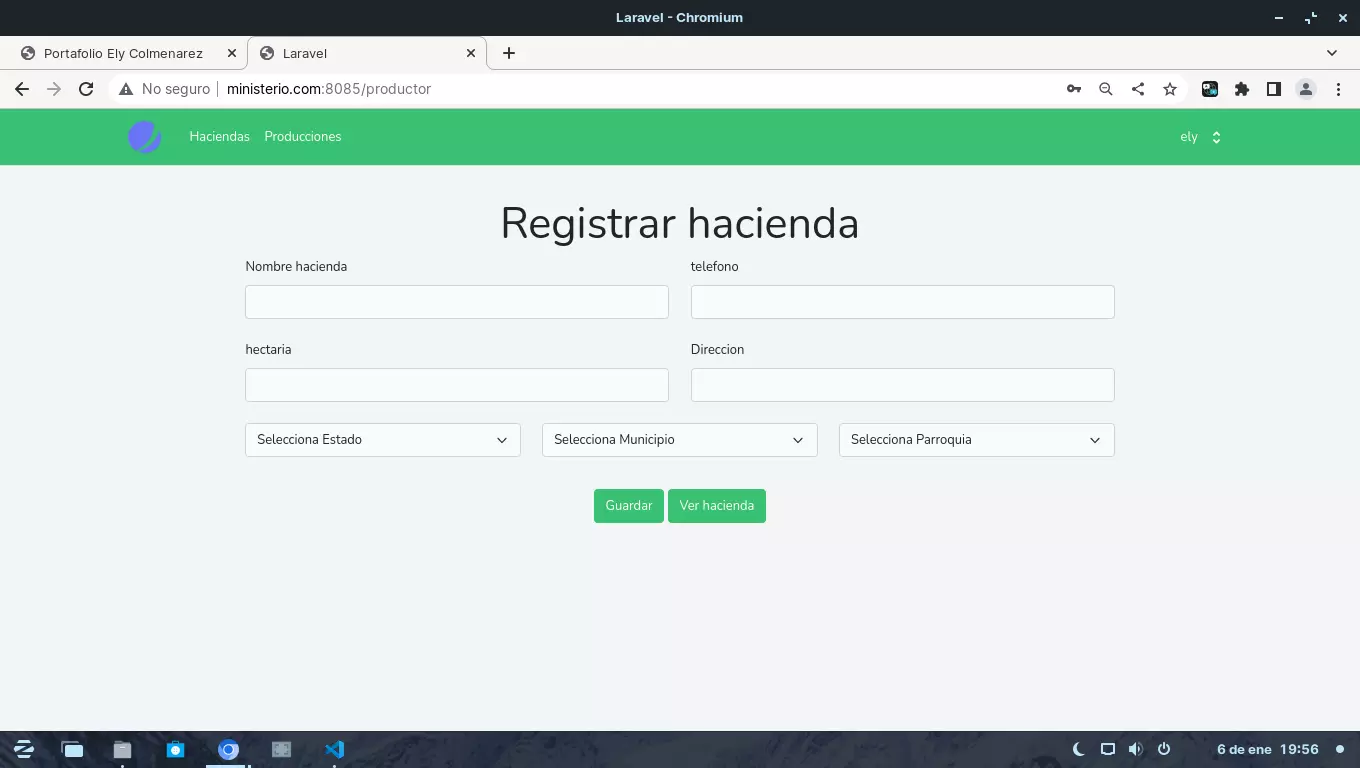 Laravel - Chromium
Portafolio Ely Colmenarez
Laravel
No seguro
ministerio.com:8085/productor
Haciendas Producciones
ely
Registrar hacienda
Nombre hacienda
telefono
hectaria
Direccion
Selecciona Estado
Selecciona Municipio
Selecciona Parroquia
Guardar
Ver hacienda
6 de ene 19:56